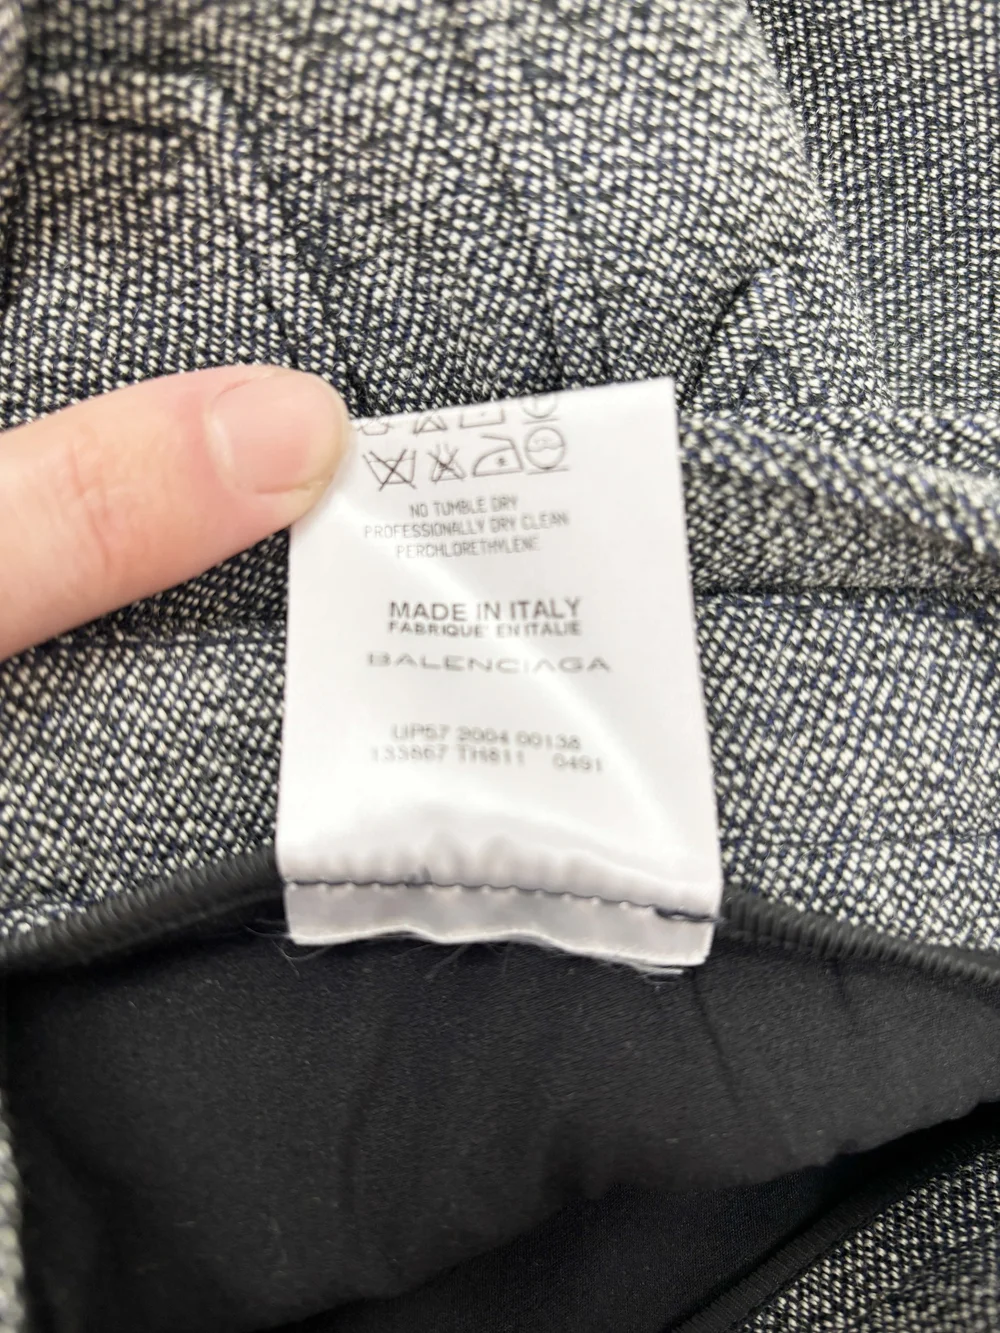 NO TUMBLE DRY
PROFESSIONALLY DRY CLEAN
PERCHLORETHYLENE
MADE IN ITALY
FABRIQUE' EN ITALIE
BALENCIAGA
UP57 2004 00138
133867 TH811 0491